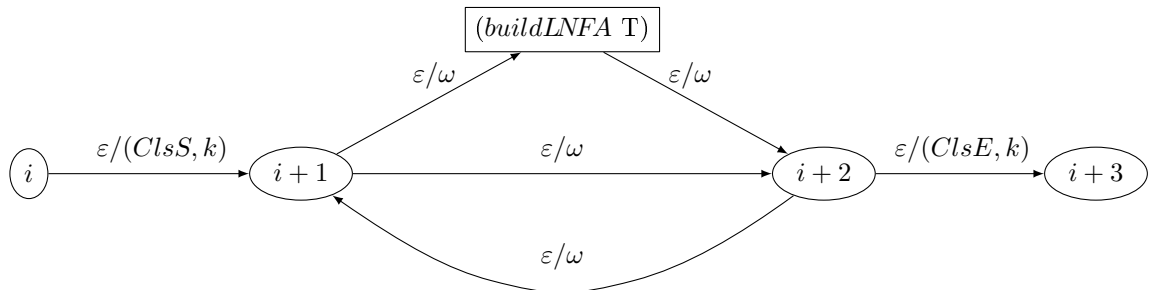 (buildLNFA T)
ε/ω
ε/ω
ε/(ClsS, k)
ε/ω
ε/(ClsE, k)
i
i + 1
i + 2
i + 3
ε/ω